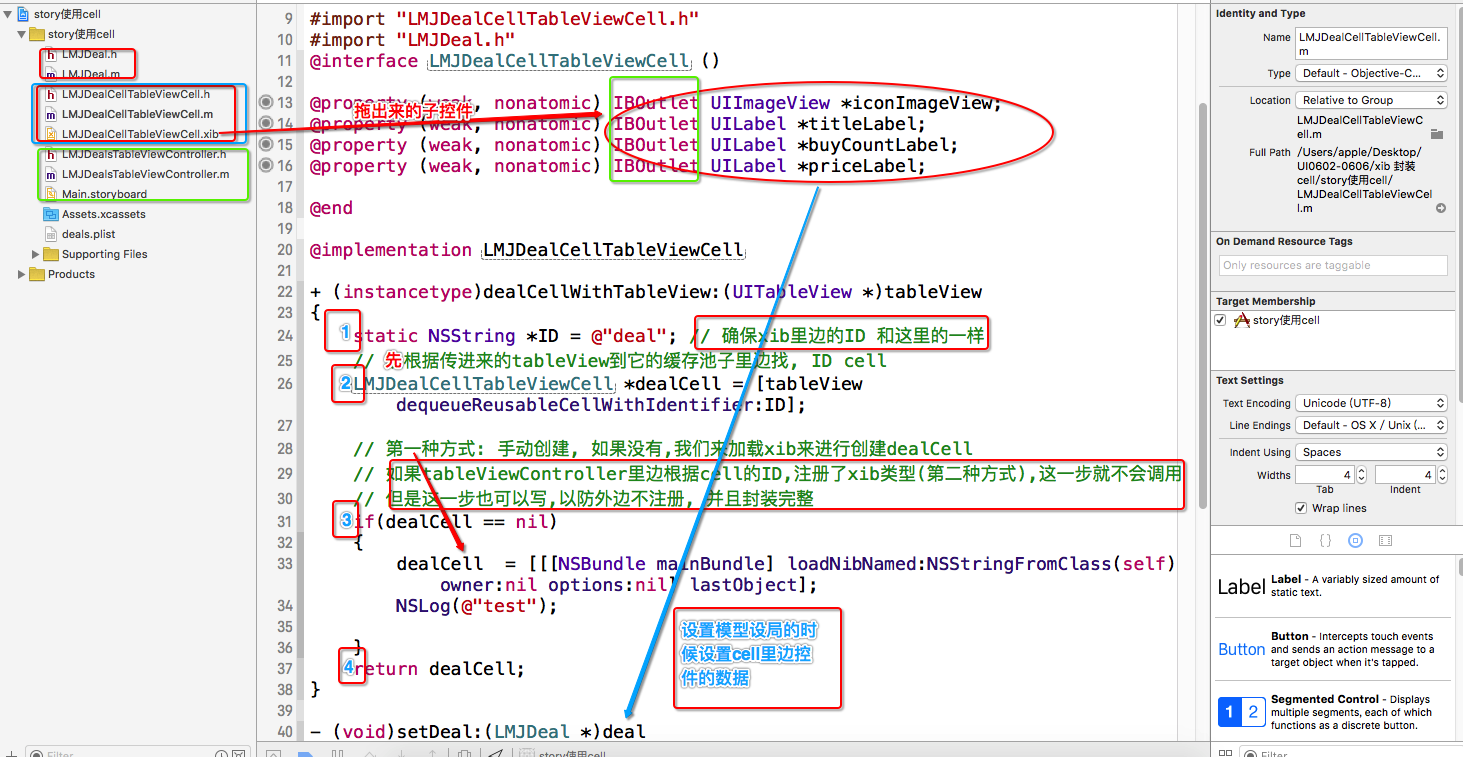 story使用cell
story使用cell
LMJDeal.h
LMJDeal.m
LMJDealCellTableViewCell.h
LMJDealCellTableViewCell.m
LMJDealCellTableViewCell.xib
LMJDealsTableViewController.h
LMJDealsTableViewController.m
Main.storyboard
Assets.xcassets
deals.plist
Supporting Files
Products
Filter
9 #import "LMJDealCellTableViewCell.h"
10 #import "LMJDeal.h"
11 @interface LMJDealCellTableViewCell ()
12
13 @property (weak, nonatomic) IBOutlet UIImageView *iconImageView;
拖出来的子控件
14 @property (weak, nonatomic) IBOutlet UILabel *titleLabel;
15 @property (weak, nonatomic) IBOutlet UILabel *buyCountLabel;
16 @property (weak, nonatomic) IBOutlet UILabel *priceLabel;
17
18 @end
19
20 @implementation LMJDealCellTableViewCell
21
22 + (instancetype)dealCellWithTableView:(UITableView *)tableView
23 {
24 1 static NSString *ID = @"deal"; // 确保xib里边的ID 和这里的一样
25 // 先根据传进来的tableView到它的缓存池子里边找, ID cell
26 2 LMJDealCellTableViewCell *dealCell = [tableView
dequeueReusableCellWithIdentifier:ID];
27
28 // 第一种方式: 手动创建, 如果没有,我们来加载xib来进行创建dealCell
29 // 如果tableViewController里边根据cell的ID,注册了xib类型(第二种方式),这一步就不会调用
30 // 但是这一步也可以写,以防外边不注册, 并且封装完整
31 3 if(dealCell == nil)
32 {
33 dealCell = [[[NSBundle mainBundle] loadNibNamed:NSStringFromClass(self)
owner:nil options:nil] lastObject];
34 NSLog(@"test");
35
36 }
37 4 return dealCell;
38 }
39
40 - (void)setDeal:(LMJDeal *)deal
设置模型设局的时
候设置cell里边控
件的数据
story使用cell
Identity and Type
Name LMJDealCellTableViewCell.
m
Type Default - Objective-C...
Location Relative to Group
LMJDealCellTableViewC
ell.m
Full Path /Users/apple/Desktop/
UI0602-0606/xib 封装
cell/story使用cell/
LMJDealCellTableViewCel
l.m
On Demand Resource Tags
Only resources are taggable
Target Membership
story使用cell
Text Settings
Text Encoding Unicode (UTF-8)
Line Endings Default - OS X / Unix (...
Indent Using Spaces
Widths 4 4
Tab Indent
Wrap lines
Label Label - A variably sized amount of
static text.
Button Button - Intercepts touch events
and sends an action message to a
target object when it's tapped.
1 2 Segmented Control - Displays
multiple segments, each of which
functions as a discrete button.
Filter